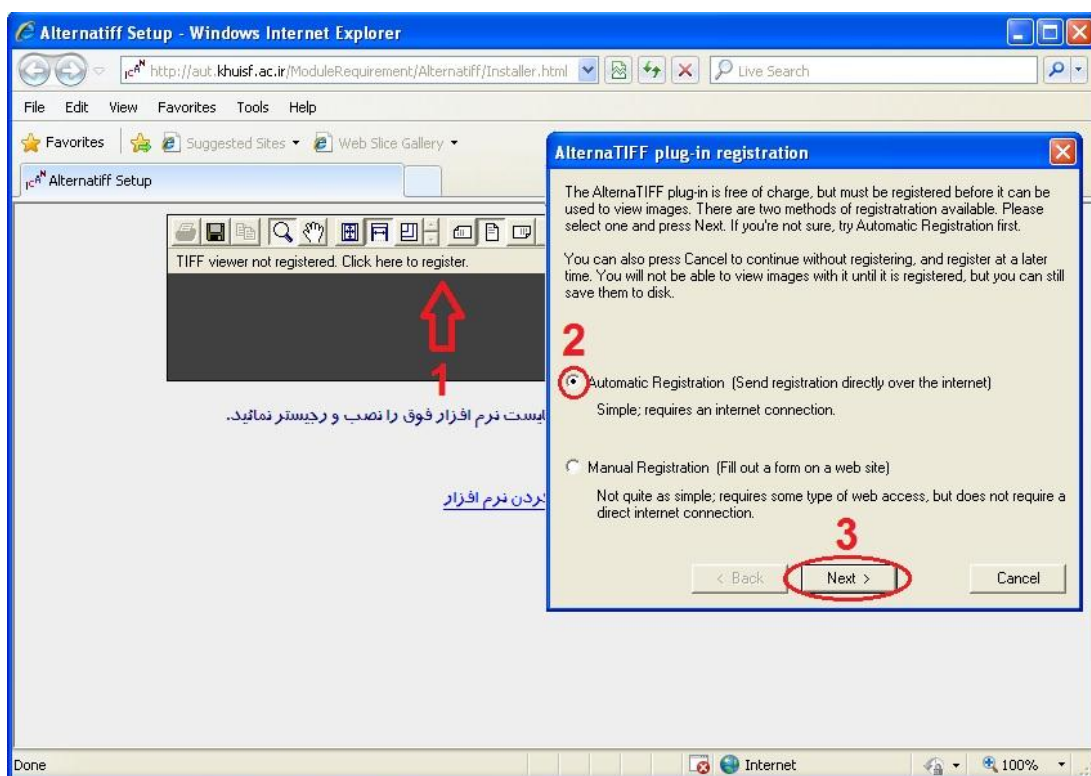 Alternatiff Setup - Windows Internet Explorer
http://aut.khuisf.ac.ir/ModuleRequirement/Alternatiff/Installer.html
Live Search
File Edit View Favorites Tools Help
Favorites Suggested Sites Web Slice Gallery
Alternatiff Setup
TIFF viewer not registered. Click here to register.
1
ایست نرم افزار فوق را نصب و رجیستر نمائید.
کردن نرم افزار
AlternaTIFF plug-in registration
The AlternaTIFF plug-in is free of charge, but must be registered before it can be
used to view images. There are two methods of registratration available. Please
select one and press Next. If you're not sure, try Automatic Registration first.
You can also press Cancel to continue without registering, and register at a later
time. You will not be able to view images with it until it is registered, but you can still
save them to disk.
2
Automatic Registration (Send registration directly over the internet)
Simple; requires an internet connection.
Manual Registration (Fill out a form on a web site)
Not quite as simple; requires some type of web access, but does not require a
direct internet connection.
3
< Back Next > Cancel
Done Internet 100%